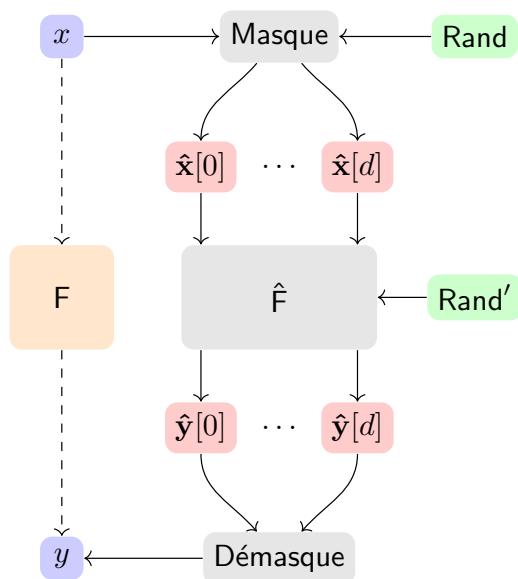 x Masque Rand
x̂[0] ⋯ x̂[d]
F F̂ Rand′
ŷ[0] ⋯ ŷ[d]
y Démasque